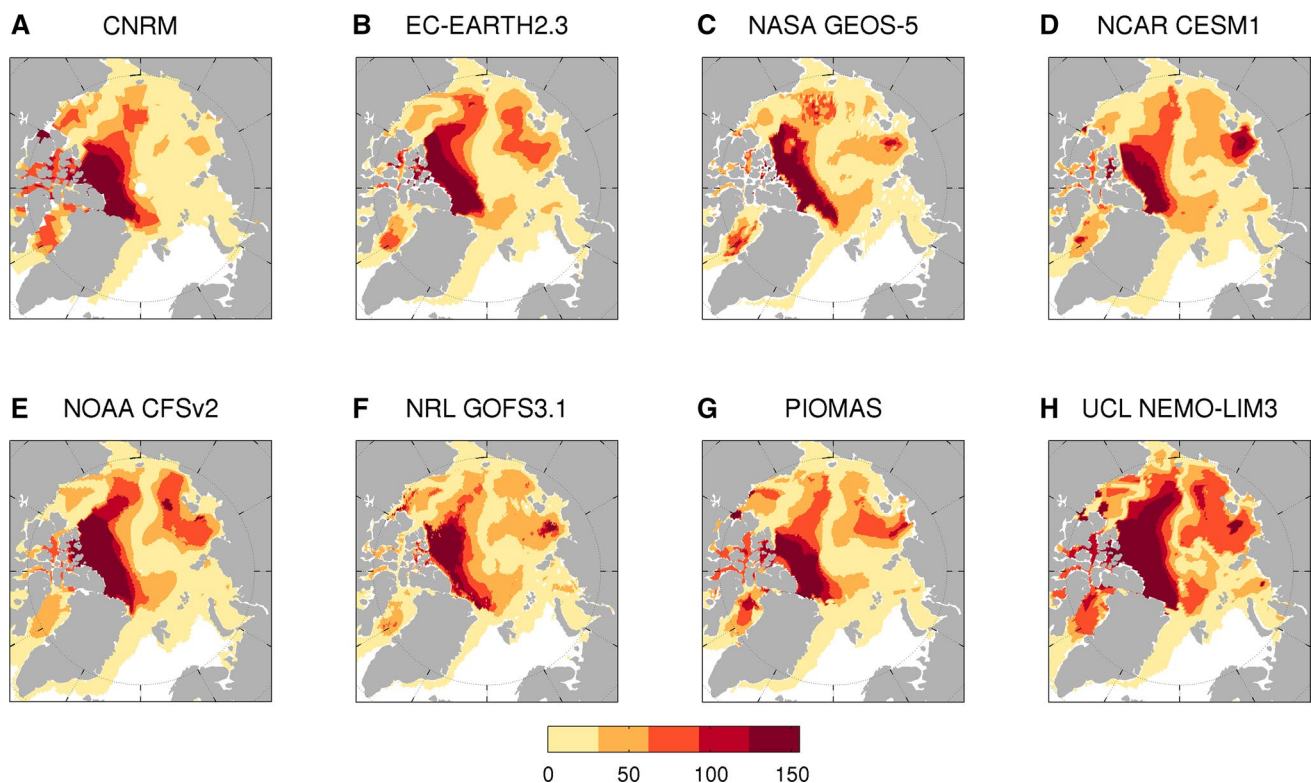 A CNRM
B EC-EARTH2.3
C NASA GEOS-5
D NCAR CESM1
E NOAA CFSv2
F NRL GOFS3.1
G PIOMAS
H UCL NEMO-LIM3
0 50 100 150